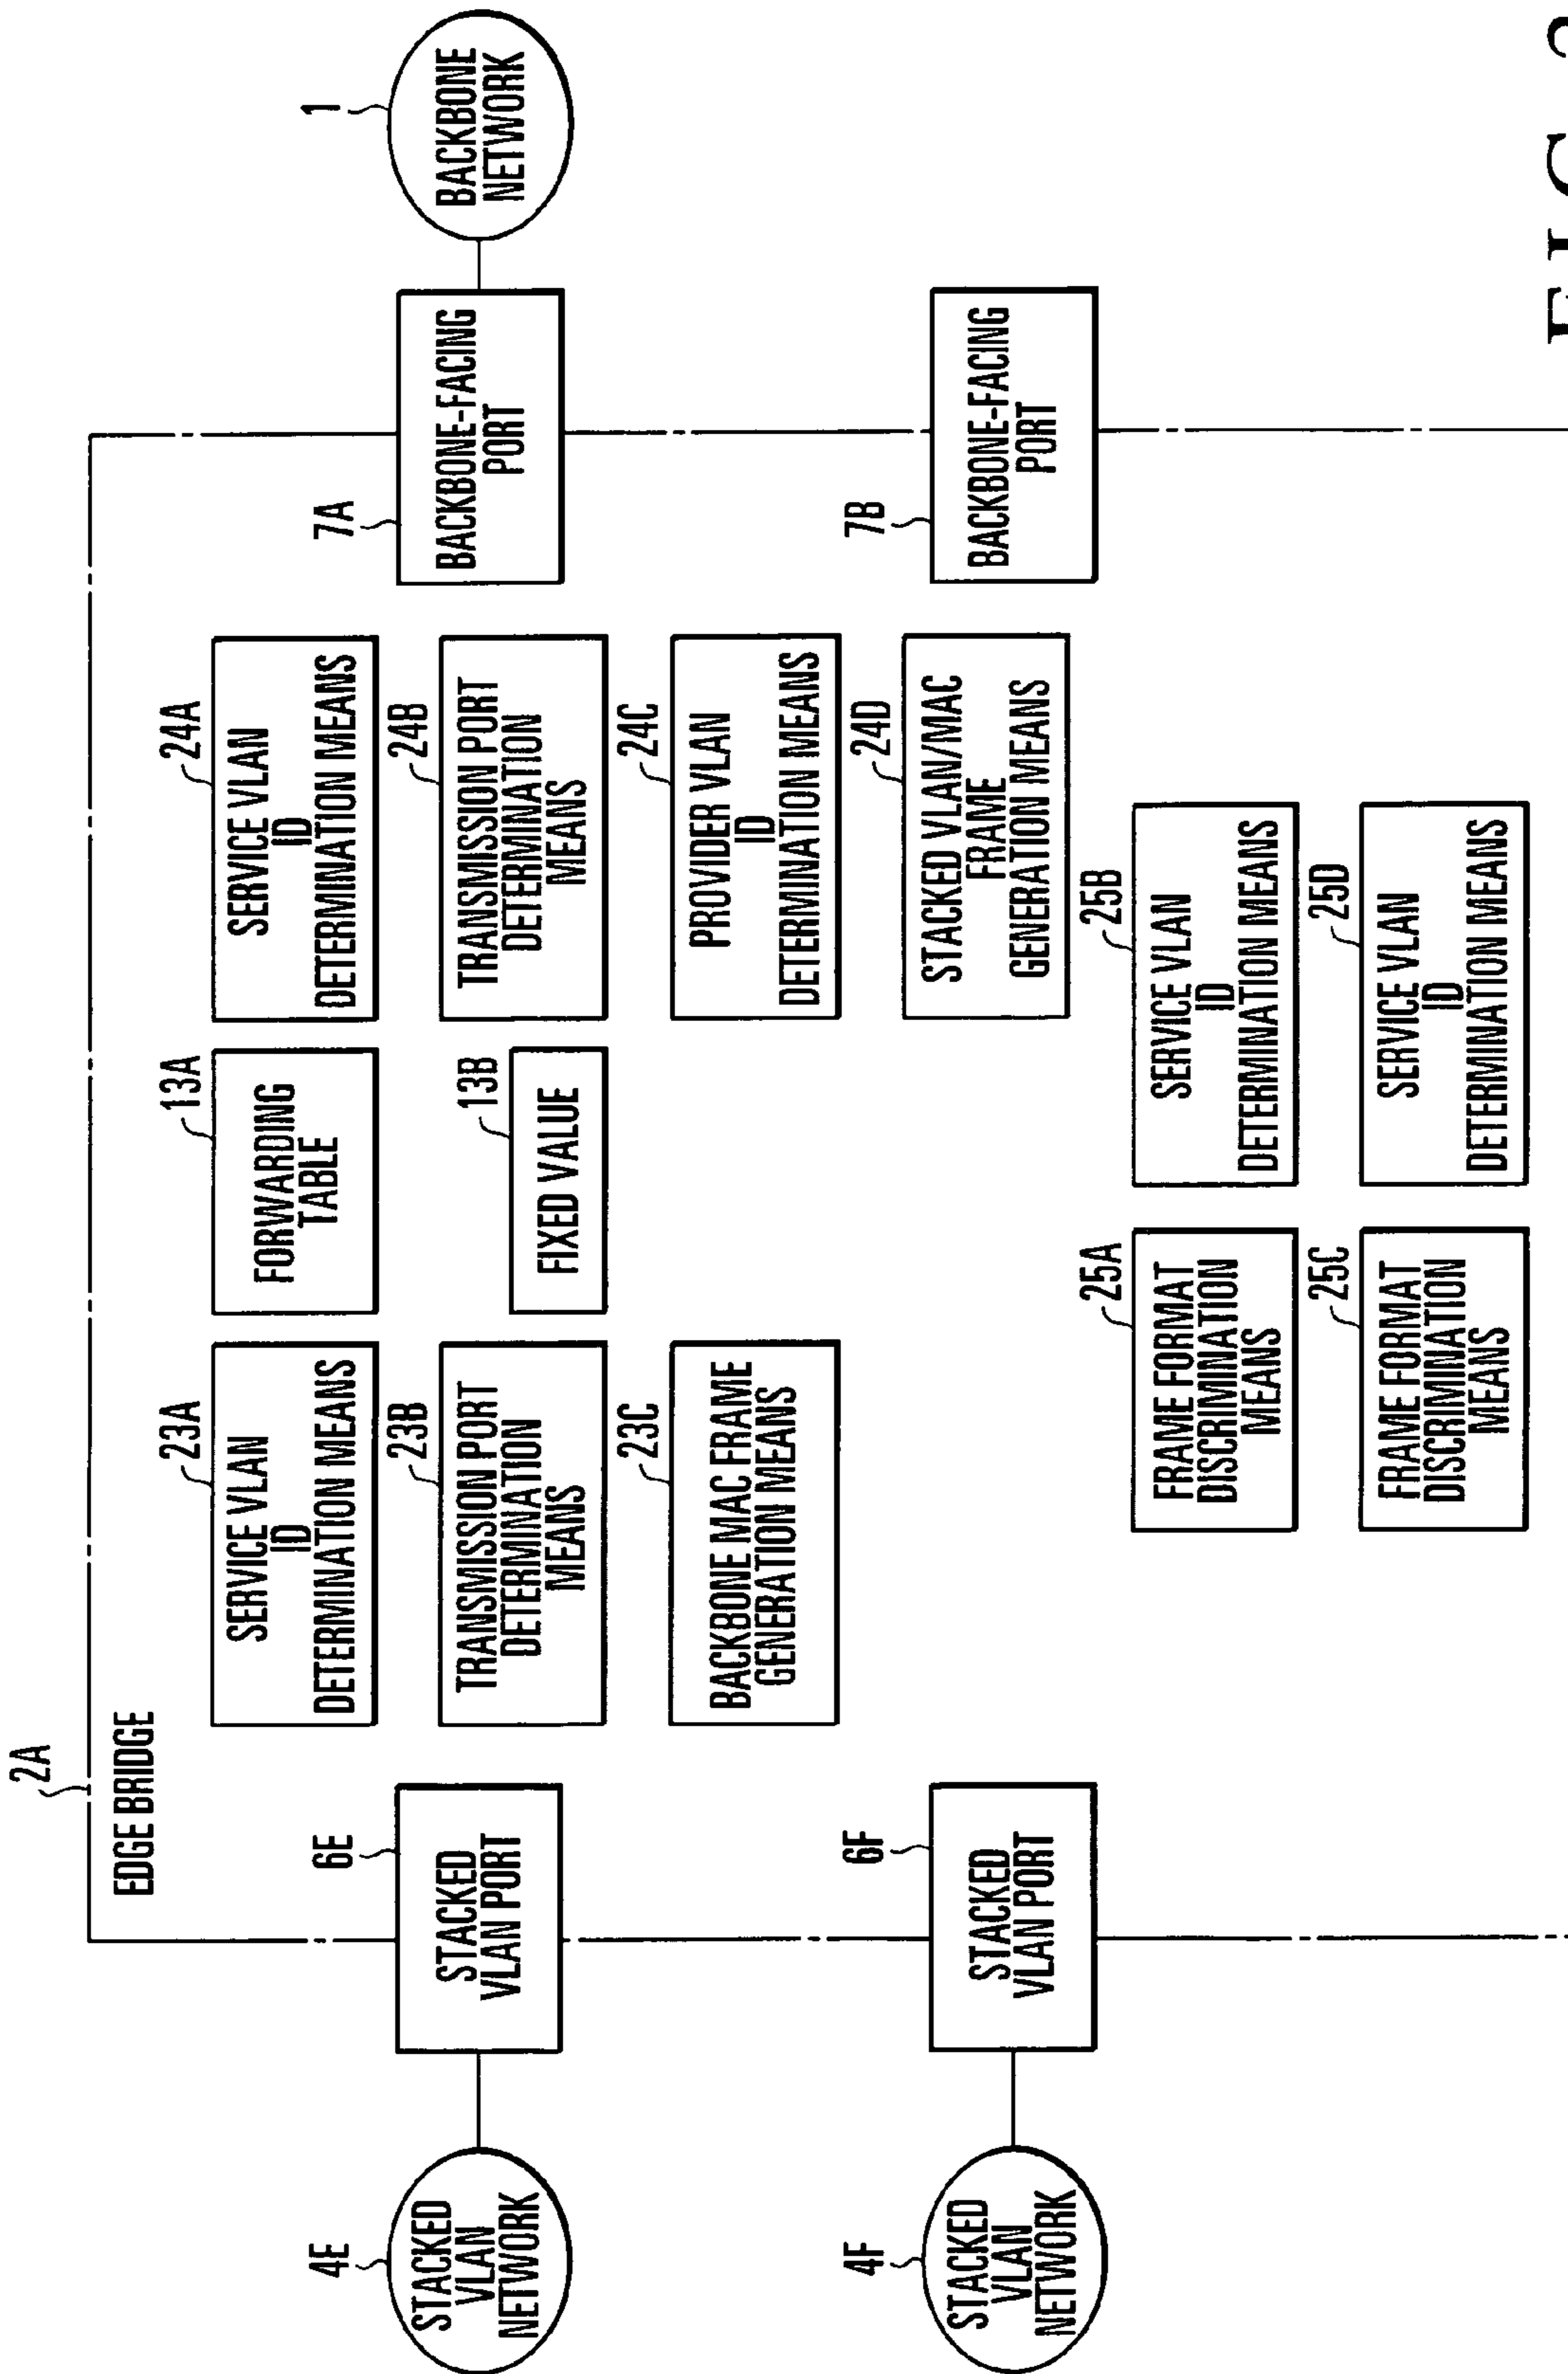 2A
EDGE BRIDGE
4E
STACKED
VLAN
NETWORK
6E
STACKED
VLAN PORT
23A
SERVICE VLAN
ID
DETERMINATION MEANS
13A
FORWARDING
TABLE
24A
SERVICE VLAN
ID
DETERMINATION MEANS
7A
BACKBONE-FACING
PORT
1
BACKBONE
NETWORK
23B
TRANSMISSION PORT
DETERMINATION
MEANS
13B
FIXED VALUE
24B
TRANSMISSION PORT
DETERMINATION
MEANS
23C
BACKBONE MAC FRAME
GENERATION MEANS
24C
PROVIDER VLAN
ID
DETERMINATION MEANS
4F
STACKED
VLAN
NETWORK
6F
STACKED
VLAN PORT
24D
STACKED VLAN/MAC
FRAME
GENERATION MEANS
7B
BACKBONE-FACING
PORT
25A
FRAME FORMAT
DISCRIMINATION
MEANS
25B
SERVICE VLAN
ID
DETERMINATION MEANS
25C
FRAME FORMAT
DISCRIMINATION
MEANS
25D
SERVICE VLAN
ID
DETERMINATION MEANS
FIG.